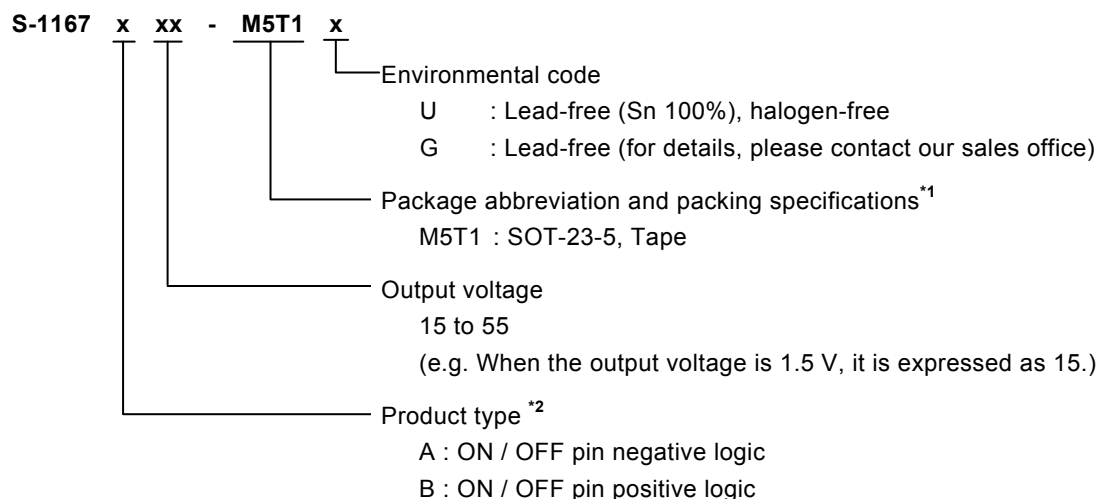 S-1167 x xx - M5T1 x
Environmental code
U : Lead-free (Sn 100%), halogen-free
G : Lead-free (for details, please contact our sales office)
Package abbreviation and packing specifications*1
M5T1 : SOT-23-5, Tape
Output voltage
15 to 55
(e.g. When the output voltage is 1.5 V, it is expressed as 15.)
Product type *2
A : ON / OFF pin negative logic
B : ON / OFF pin positive logic